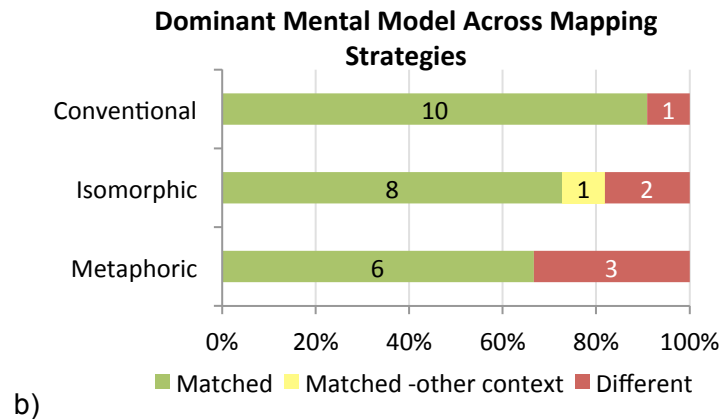 Dominant Mental Model Across Mapping
Strategies
Conventional 10 1
Isomorphic 8 1 2
Metaphoric 6 3
0% 20% 40% 60% 80% 100%
Matched Matched -other context Different
b)